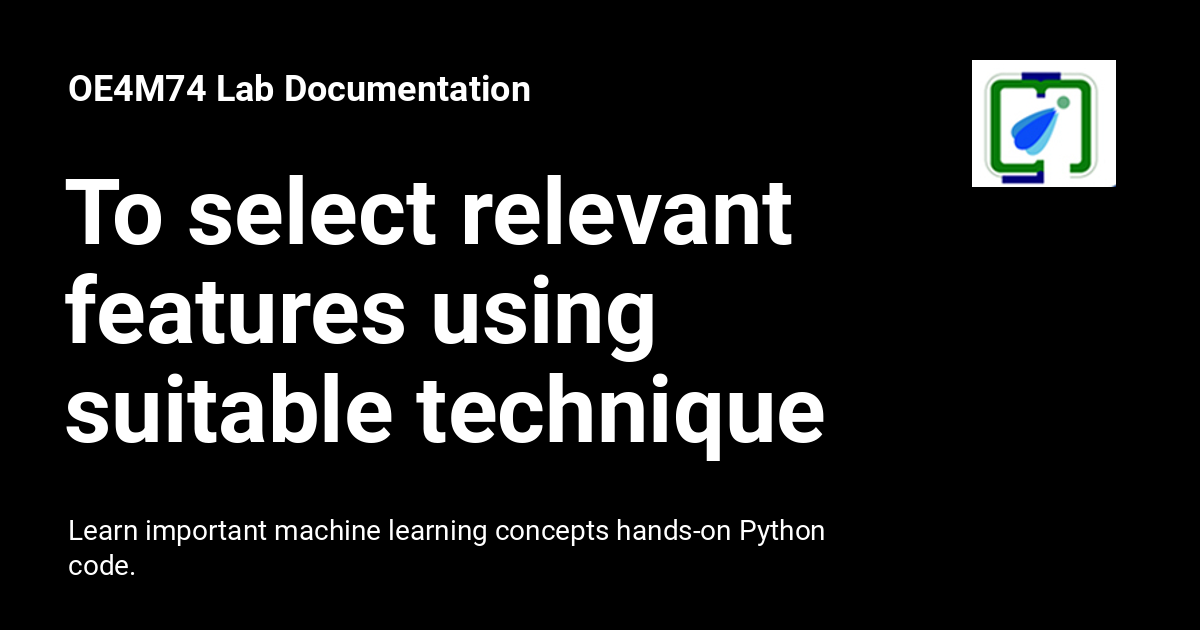 OE4M74 Lab Documentation
To select relevant
features using
suitable technique
Learn important machine learning concepts hands-on Python
code.